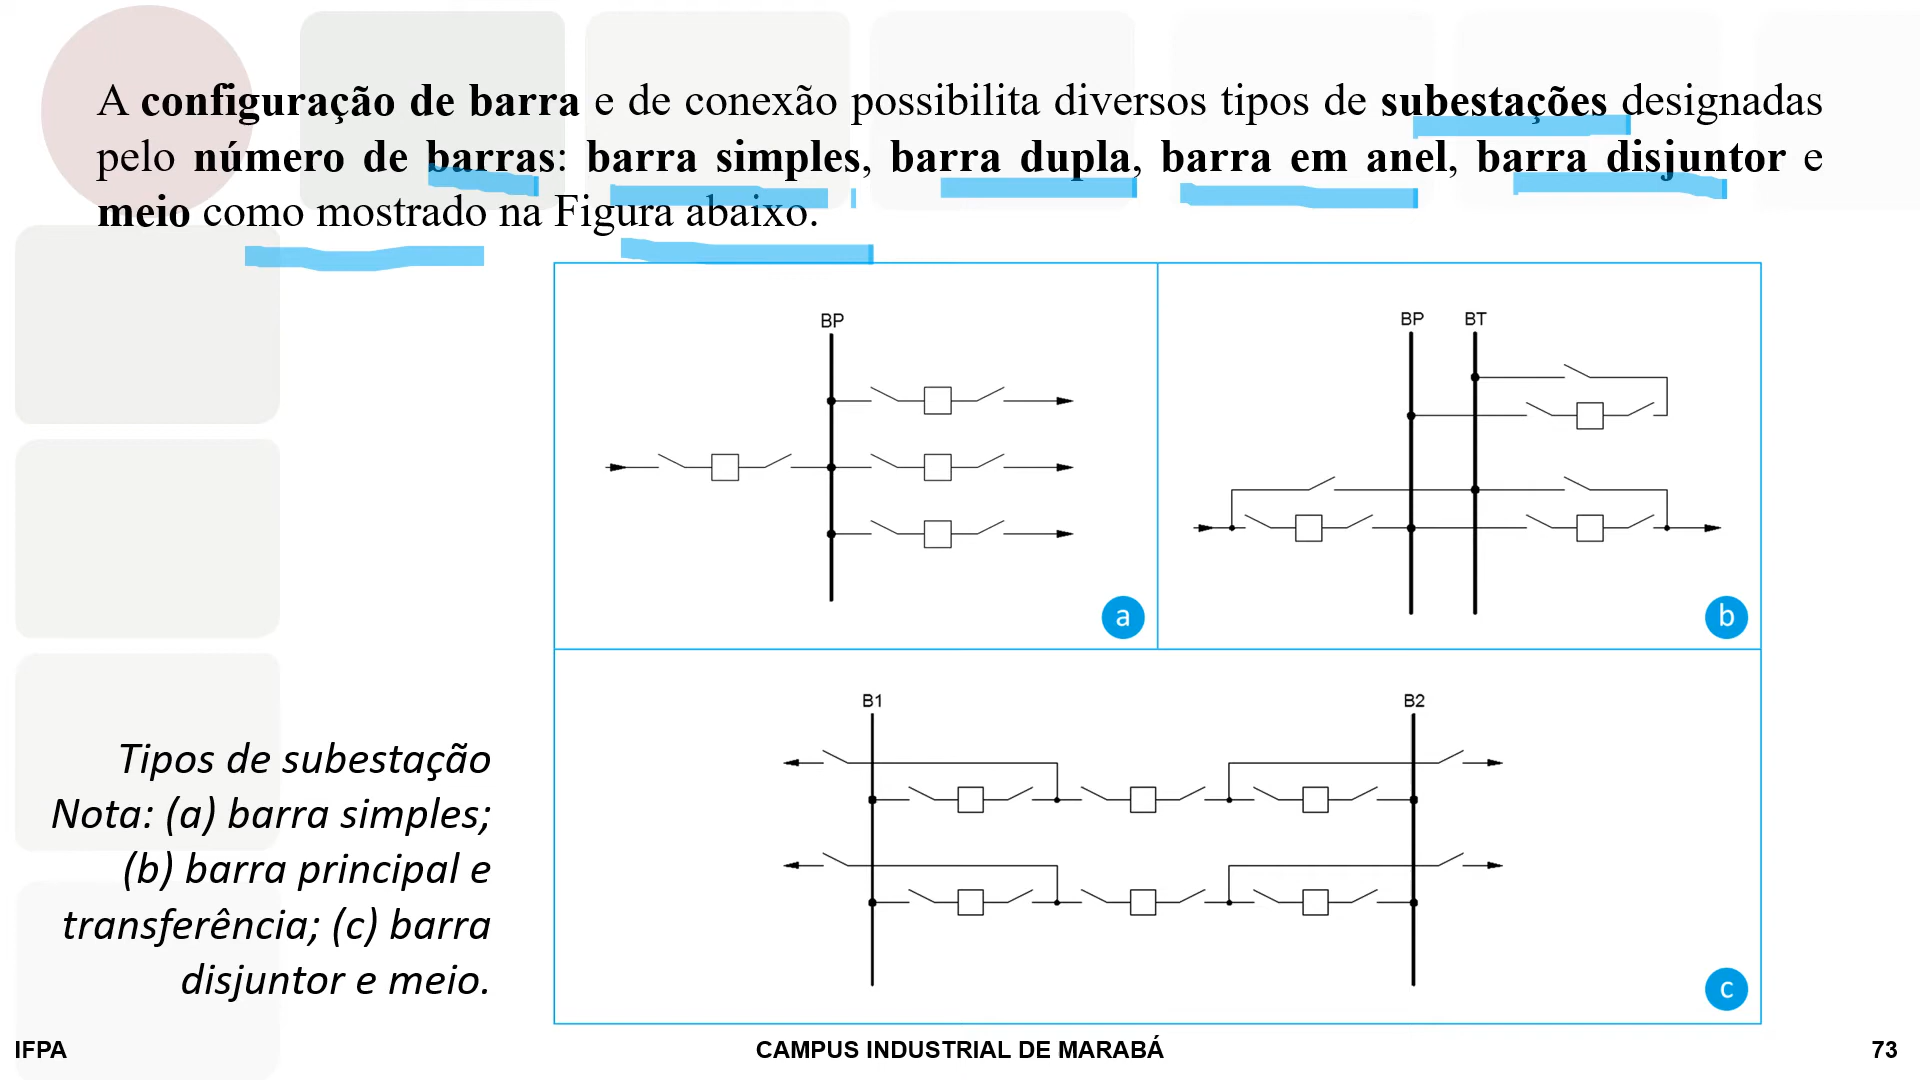 A configuração de barra e de conexão possibilita diversos tipos de subestações designadas
pelo número de barras: barra simples, barra dupla, barra em anel, barra disjuntor e
meio como mostrado na Figura abaixo.
BP
a
BP BT
b
B1 B2
c
Tipos de subestação
Nota: (a) barra simples;
(b) barra principal e
transferência; (c) barra
disjuntor e meio.
IFPA
CAMPUS INDUSTRIAL DE MARABÁ
73